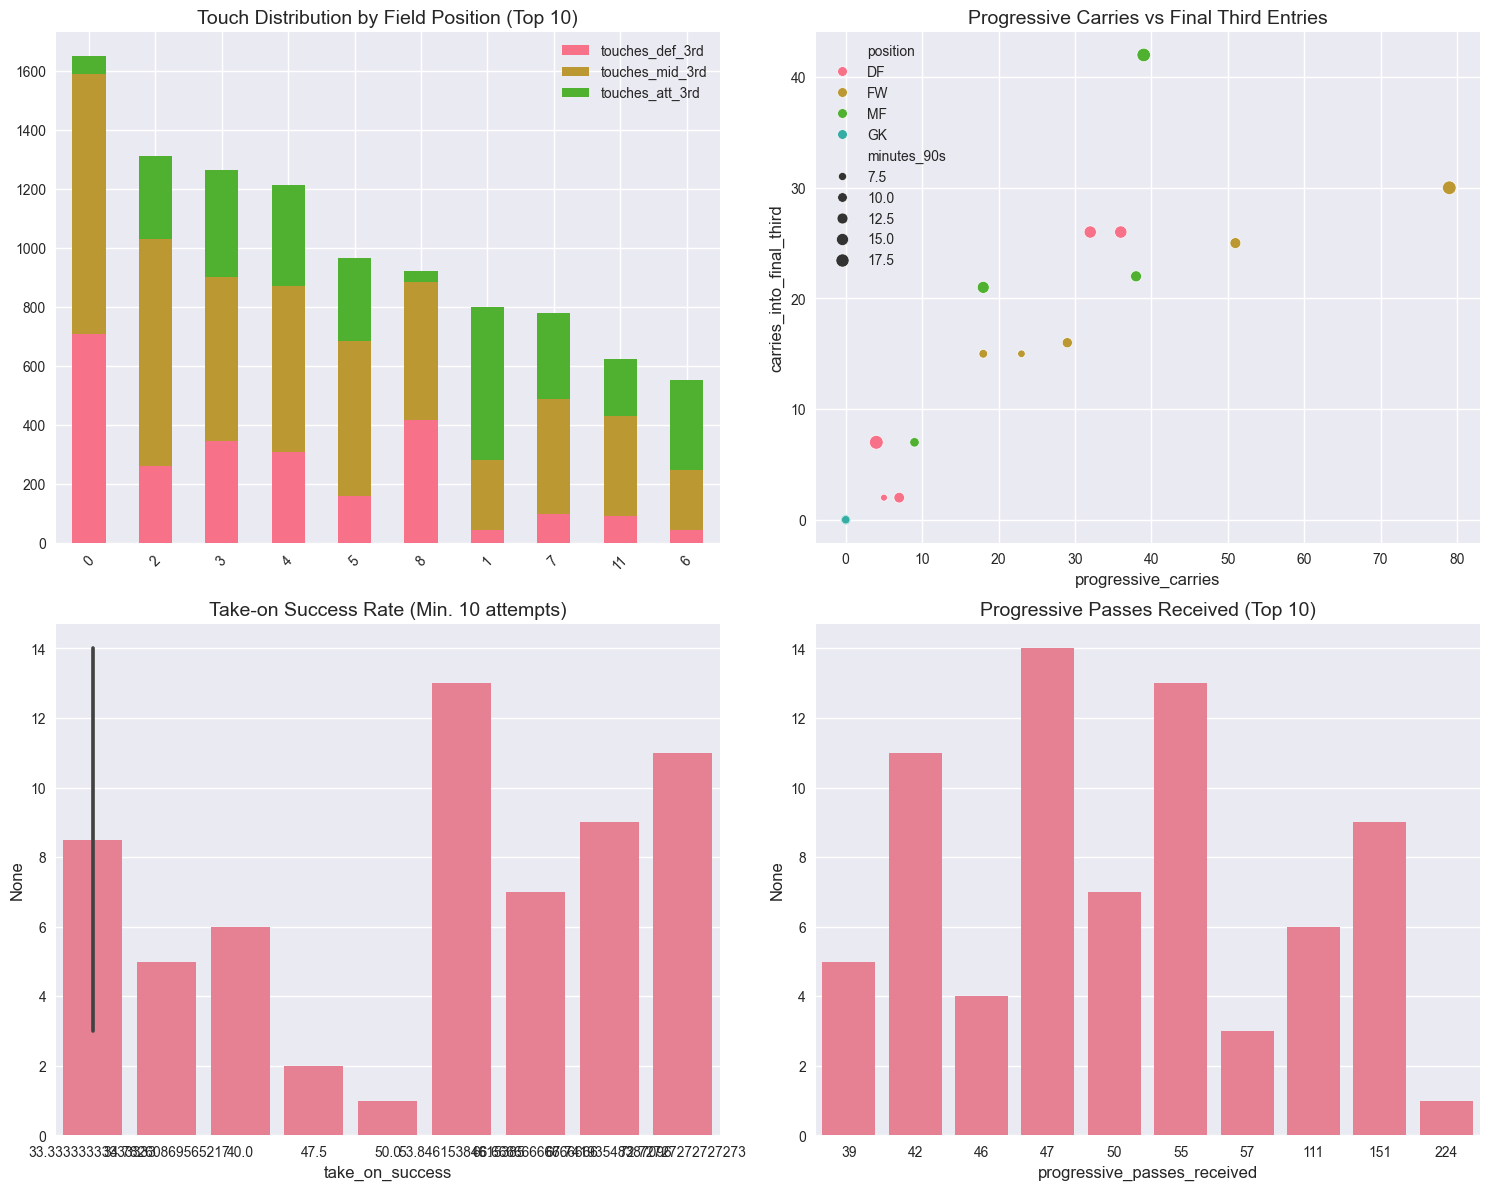 Touch Distribution by Field Position (Top 10)
touches_def_3rd
touches_mid_3rd
touches_att_3rd
1600
1400
1200
1000
800
600
400
200
0
0 2 3 4 5 8 1 7 11 6
Progressive Carries vs Final Third Entries
position
DF
FW
MF
GK
minutes_90s
7.5
10.0
12.5
15.0
17.5
carries_into_final_third
40
30
20
10
0
0 10 20 30 40 50 60 70 80
progressive_carries
Take-on Success Rate (Min. 10 attempts)
None
14
12
10
8
6
4
2
0
40.0 47.5 50.0
take_on_success
Progressive Passes Received (Top 10)
None
14
12
10
8
6
4
2
0
39 42 46 47 50 55 57 111 151 224
progressive_passes_received